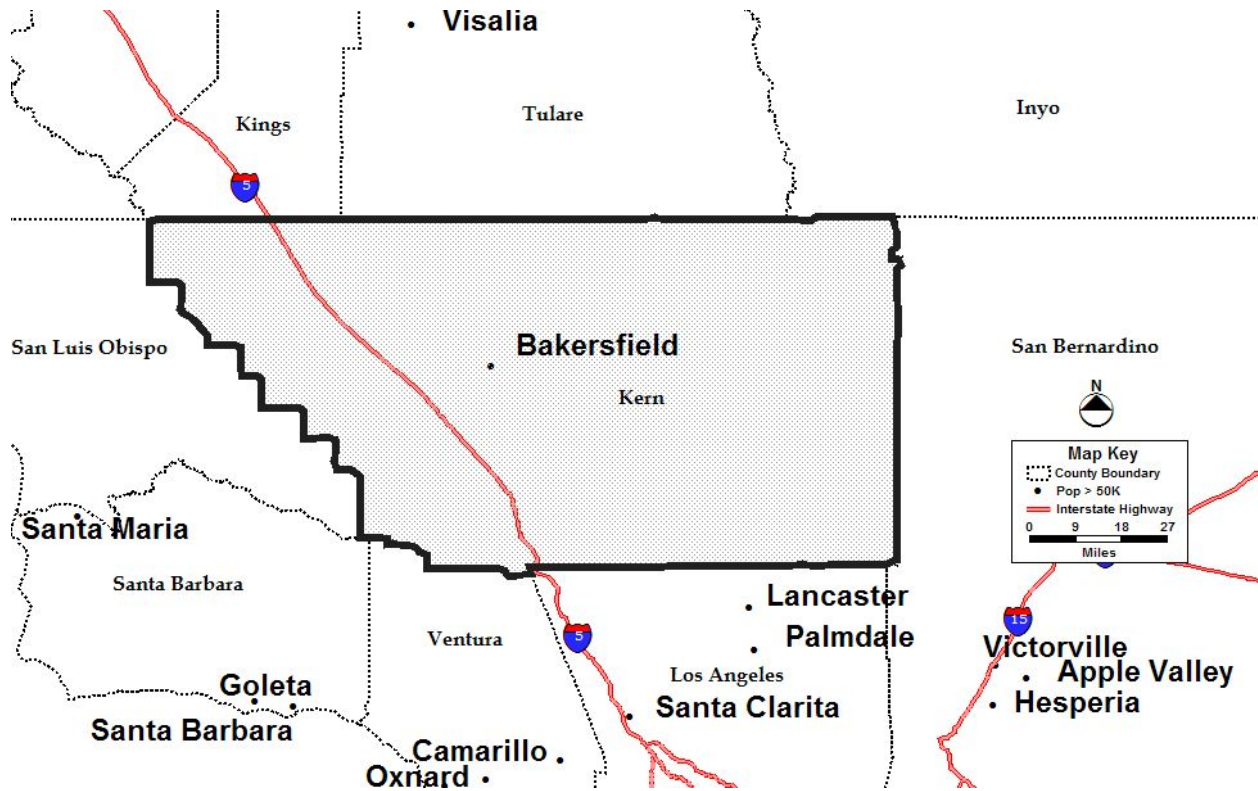 Visalia
Tulare
Inyo
Kings
5
San Luis Obispo
Bakersfield
San Bernardino
Kern
N
Map Key
County Boundary
Pop > 50K
Interstate Highway
0 9 18 27
Miles
Santa Maria
Santa Barbara
Lancaster
5
15
Ventura
Palmdale
Victorville
Los Angeles
Apple Valley
Goleta
Santa Clarita
Hesperia
Santa Barbara
Camarillo
Oxnard